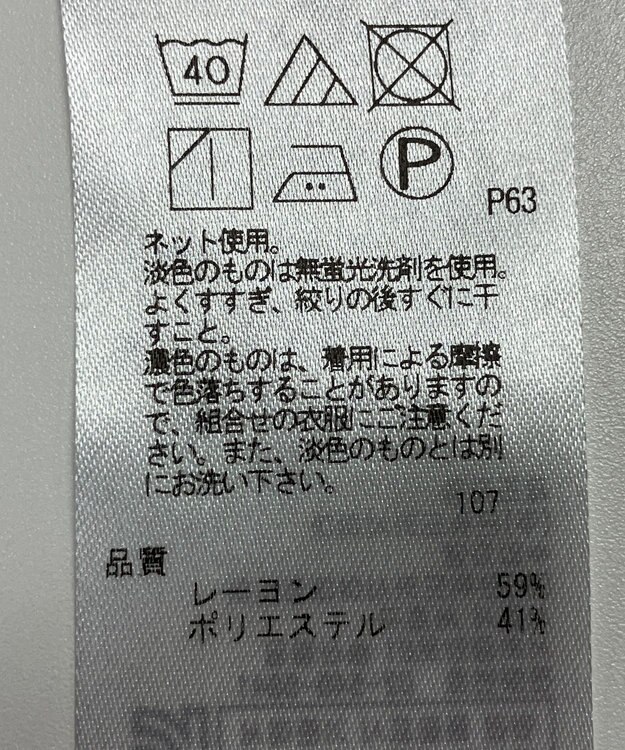 40
P
P63
ネット使用。
淡色のものは無蛍光洗剤を使用。
よくすすぎ、絞りの後すぐに干
すこと。
濃色のものは、着用による摩擦
で色落ちすることがありますの
で、組合せの衣服にご注意くだ
さい。また、淡色のものとは別
にお洗い下さい。
107
品質
レーヨン 59%
ポリエステル 41%